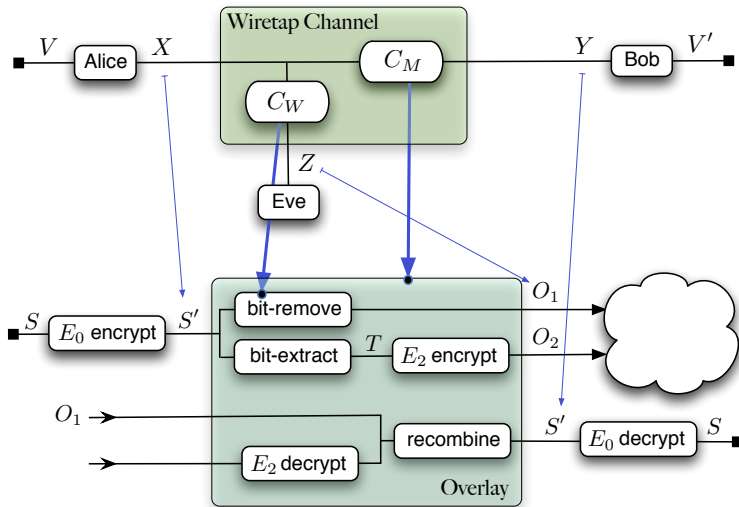 Wiretap Channel
V Alice X C_M Y Bob V'
C_W
Z
Eve
O_1
bit-remove
S E_0 encrypt S'
bit-extract T E_2 encrypt O_2
O_1
recombine S' E_0 decrypt S
E_2 decrypt
Overlay